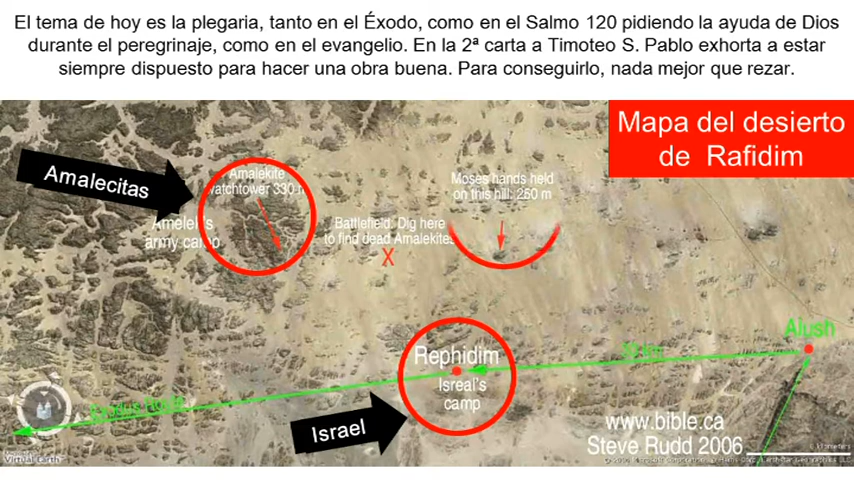 El tema de hoy es la plegaria, tanto en el Éxodo, como en el Salmo 120 pidiendo la ayuda de Dios
durante el peregrinaje, como en el evangelio. En la 2ª carta a Timoteo S. Pablo exhorta a estar
siempre dispuesto para hacer una obra buena. Para conseguirlo, nada mejor que rezar.
Mapa del desierto
de Rafidim
Amalecitas
Amalekite
watchtower 330
Moses hands held
on this hill: 260 m
army camp
Battlefield: Dig here
to find dead Amalekites
X
Alush
Rephidim
Isreal's
camp
Exodus Route
Israel
www.bible.ca
Steve Rudd 2006
Virtual Earth